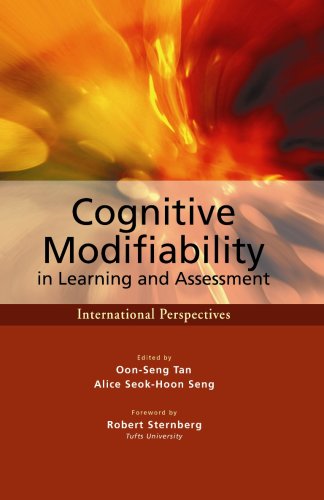 Cognitive
Modifiability
in Learning and Assessment
International Perspectives
Edited by
Oon-Seng Tan
Alice Seok-Hoon Seng
Foreword by
Robert Sternberg
Tufts University